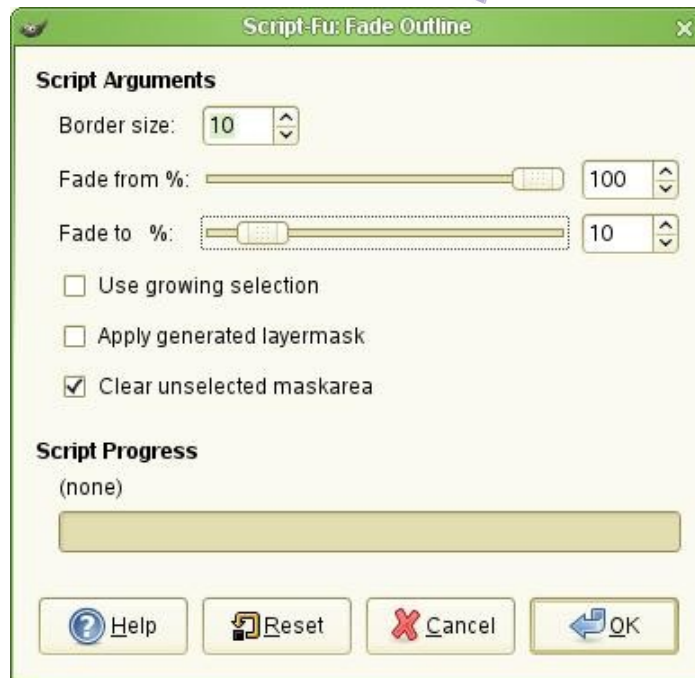 Script-Fu: Fade Outline
Script Arguments
Border size: 10
Fade from %: 100
Fade to %: 10
Use growing selection
Apply generated layermask
Clear unselected maskarea
Script Progress
(none)
Help Reset Cancel OK